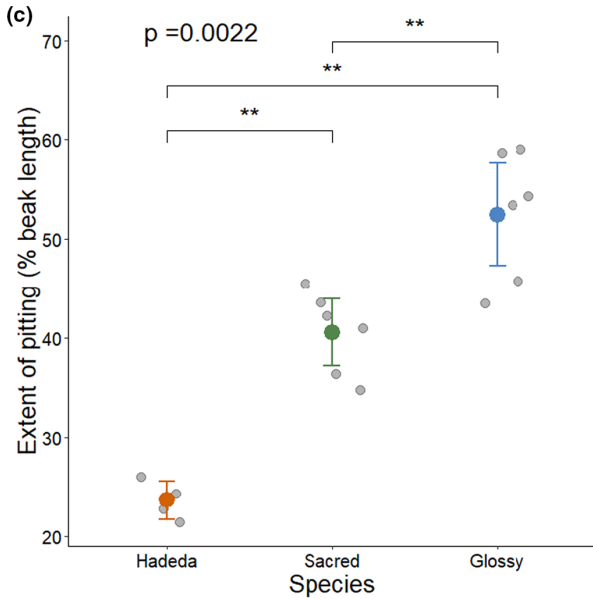 (c)
p =0.0022
**
**
**
70
60
50
40
30
20
Extent of pitting (% beak length)
Hadeda Sacred Glossy
Species